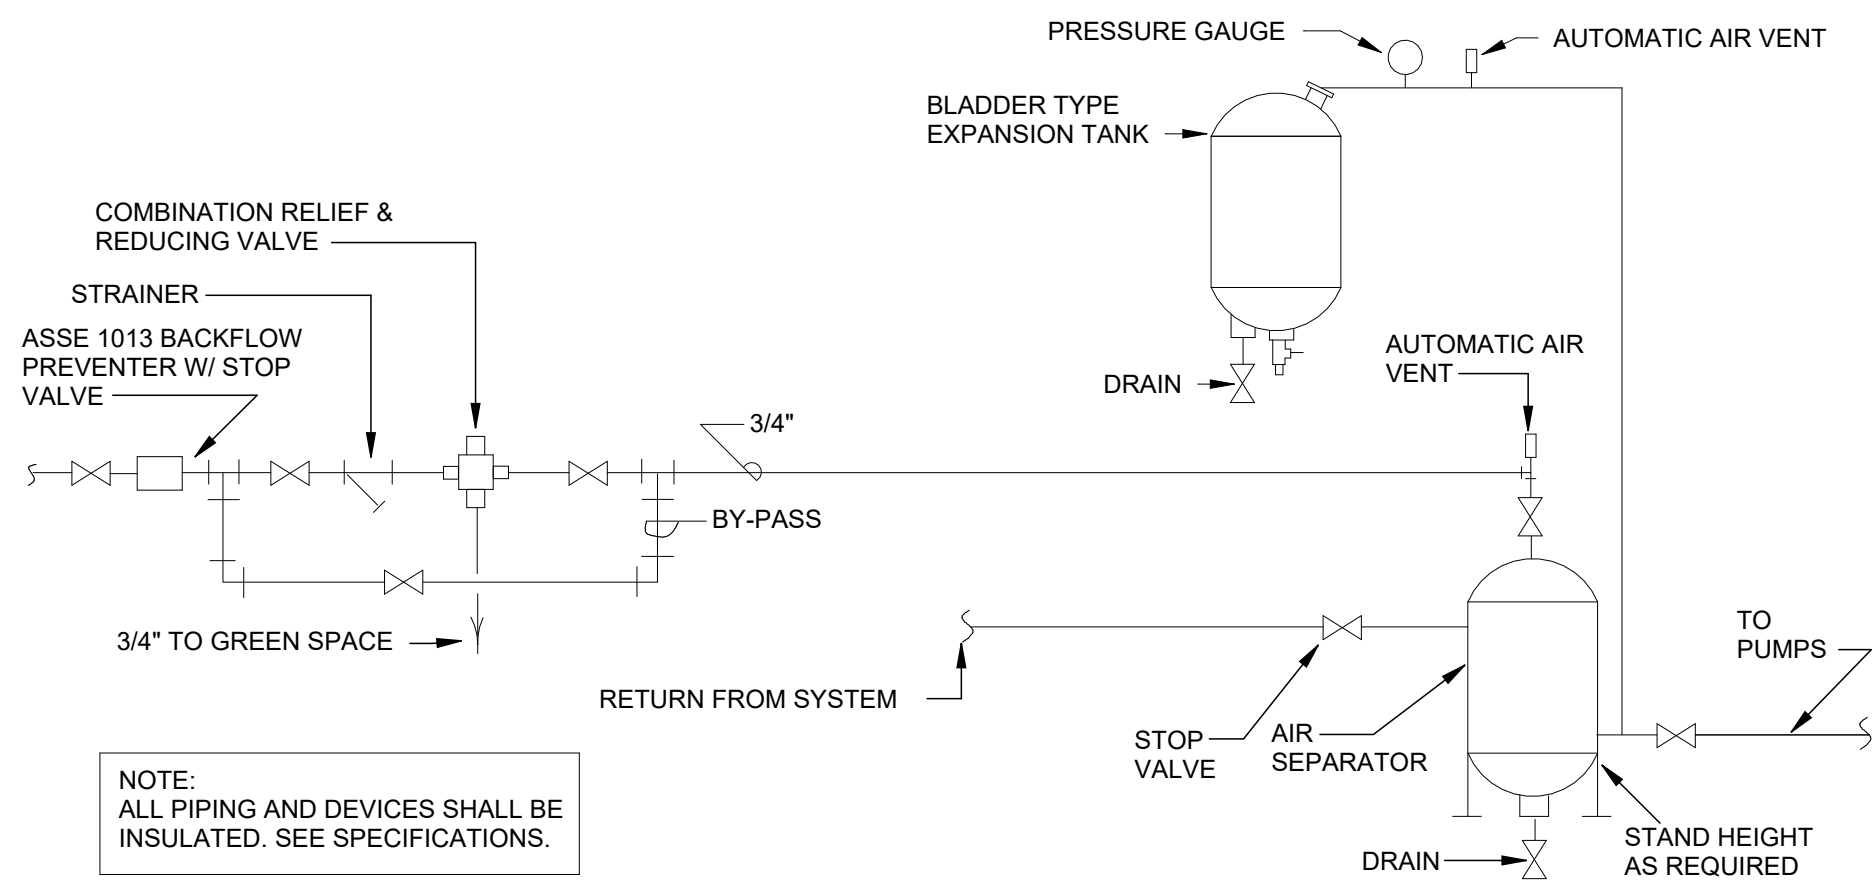 PRESSURE GAUGE
AUTOMATIC AIR VENT
BLADDER TYPE
EXPANSION TANK
COMBINATION RELIEF &
REDUCING VALVE
STRAINER
ASSE 1013 BACKFLOW
PREVENTER W/ STOP
VALVE
AUTOMATIC AIR
VENT
DRAIN
3/4"
BY-PASS
3/4" TO GREEN SPACE
RETURN FROM SYSTEM
TO
PUMPS
STOP
VALVE
AIR
SEPARATOR
NOTE:
ALL PIPING AND DEVICES SHALL BE
INSULATED. SEE SPECIFICATIONS.
STAND HEIGHT
AS REQUIRED
DRAIN